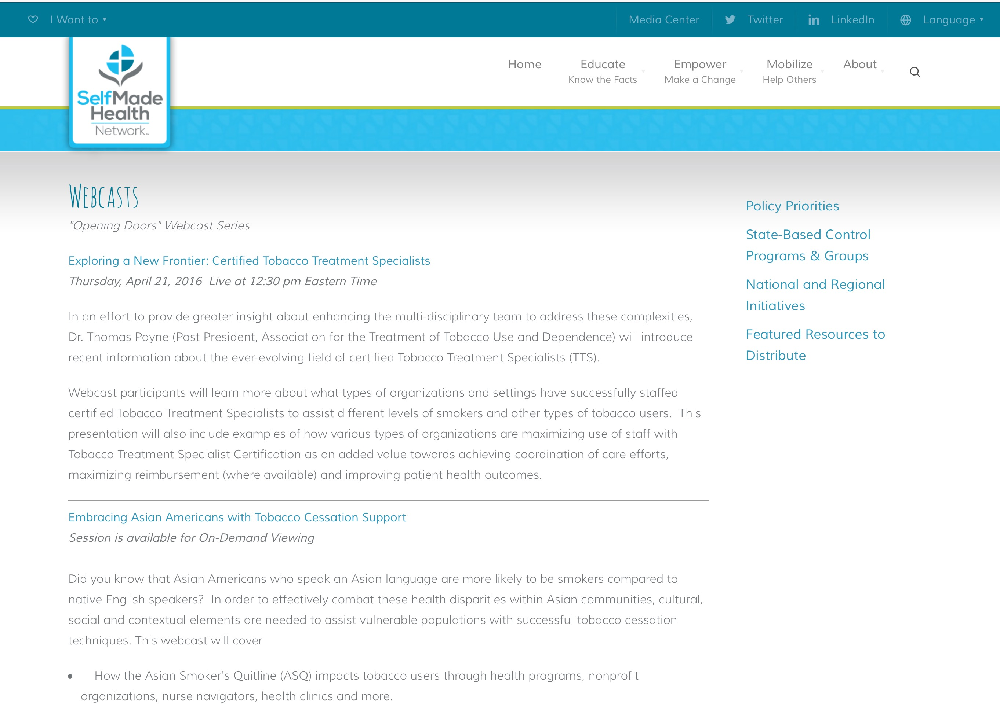 I Want to
Media Center
Twitter
LinkedIn
Language
Home
Educate
Know the Facts
Empower
Make a Change
Mobilize
Help Others
About
SelfMade
Health
Network℠
Webcasts
"Opening Doors" Webcast Series
Exploring a New Frontier: Certified Tobacco Treatment Specialists
Thursday, April 21, 2016  Live at 12:30 pm Eastern Time
In an effort to provide greater insight about enhancing the multi-disciplinary team to address these complexities,
Dr. Thomas Payne (Past President, Association for the Treatment of Tobacco Use and Dependence) will introduce
recent information about the ever-evolving field of certified Tobacco Treatment Specialists (TTS).
Webcast participants will learn more about what types of organizations and settings have successfully staffed
certified Tobacco Treatment Specialists to assist different levels of smokers and other types of tobacco users.  This
presentation will also include examples of how various types of organizations are maximizing use of staff with
Tobacco Treatment Specialist Certification as an added value towards achieving coordination of care efforts,
maximizing reimbursement (where available) and improving patient health outcomes.
Embracing Asian Americans with Tobacco Cessation Support
Session is available for On-Demand Viewing
Did you know that Asian Americans who speak an Asian language are more likely to be smokers compared to
native English speakers?  In order to effectively combat these health disparities within Asian communities, cultural,
social and contextual elements are needed to assist vulnerable populations with successful tobacco cessation
techniques. This webcast will cover
• How the Asian Smoker's Quitline (ASQ) impacts tobacco users through health programs, nonprofit
organizations, nurse navigators, health clinics and more.
Policy Priorities
State-Based Control
Programs & Groups
National and Regional
Initiatives
Featured Resources to
Distribute